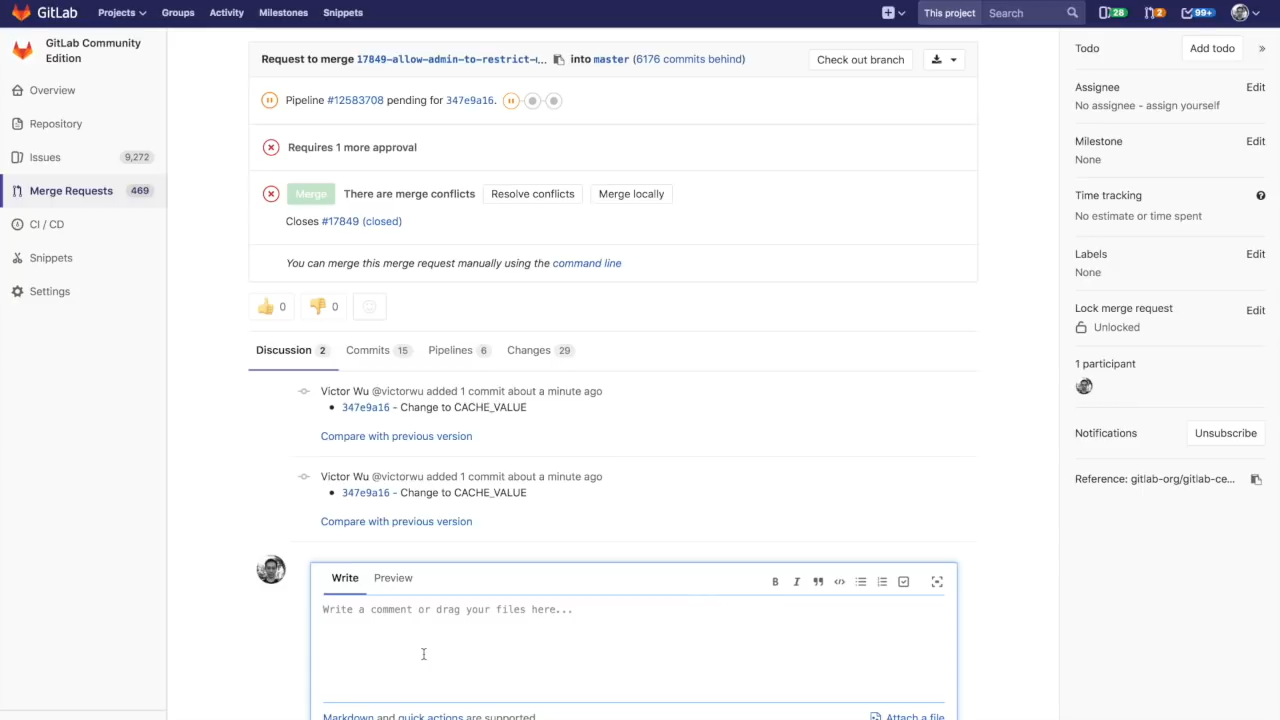 GitLab Projects Groups Activity Milestones Snippets This project Search 28 2 99+
GitLab Community
Edition
Overview
Repository
Issues 9,272
Merge Requests 469
CI / CD
Snippets
Settings
Request to merge 17849-allow-admin-to-restrict-... into master (6176 commits behind) Check out branch
Pipeline #12583708 pending for 347e9a16.
Requires 1 more approval
Merge There are merge conflicts Resolve conflicts Merge locally
Closes #17849 (closed)
You can merge this merge request manually using the command line
0 0
Discussion 2 Commits 15 Pipelines 6 Changes 29
Victor Wu @victorwu added 1 commit about a minute ago
347e9a16 - Change to CACHE_VALUE
Compare with previous version
Victor Wu @victorwu added 1 commit about a minute ago
347e9a16 - Change to CACHE_VALUE
Compare with previous version
Write Preview B I
Write a comment or drag your files here...
Markdown and quick actions are supported Attach a file
Todo Add todo »
Assignee Edit
No assignee - assign yourself
Milestone Edit
None
Time tracking ?
No estimate or time spent
Labels Edit
None
Lock merge request Edit
Unlocked
1 participant
Notifications Unsubscribe
Reference: gitlab-org/gitlab-ce...